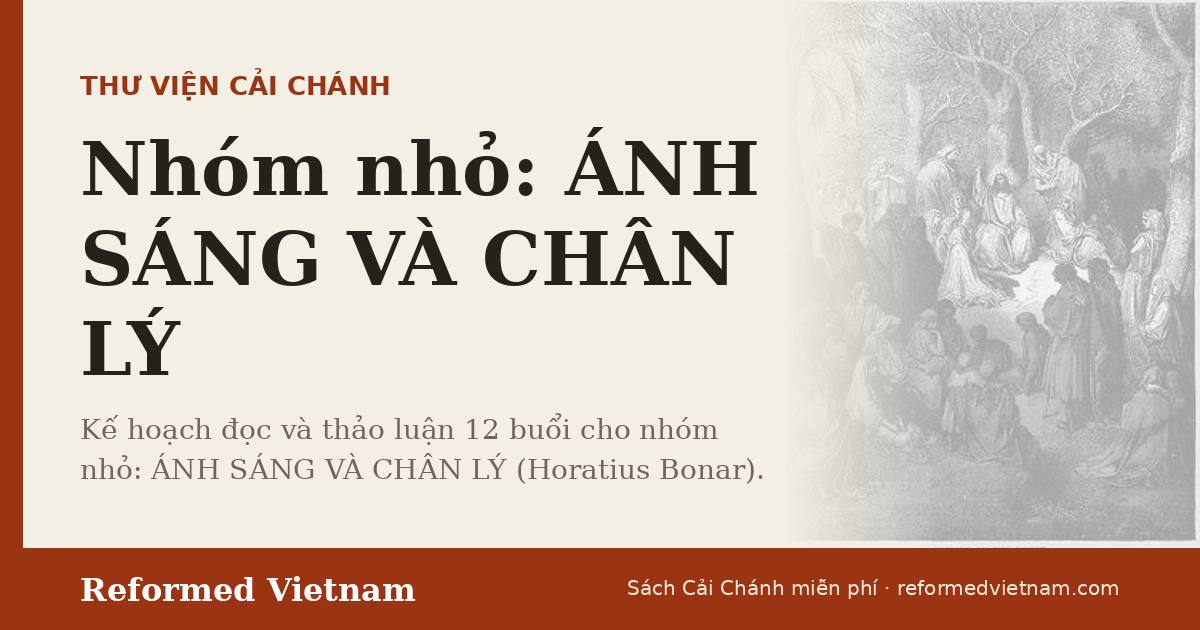 THƯ VIỆN CẢI CHÁNH
Nhóm nhỏ: ÁNH
SÁNG VÀ CHÂN
LÝ
Kế hoạch đọc và thảo luận 12 buổi cho nhóm
nhỏ: ÁNH SÁNG VÀ CHÂN LÝ (Horatius Bonar).
Reformed Vietnam
Sách Cải Chánh miễn phí · reformedvietnam.com